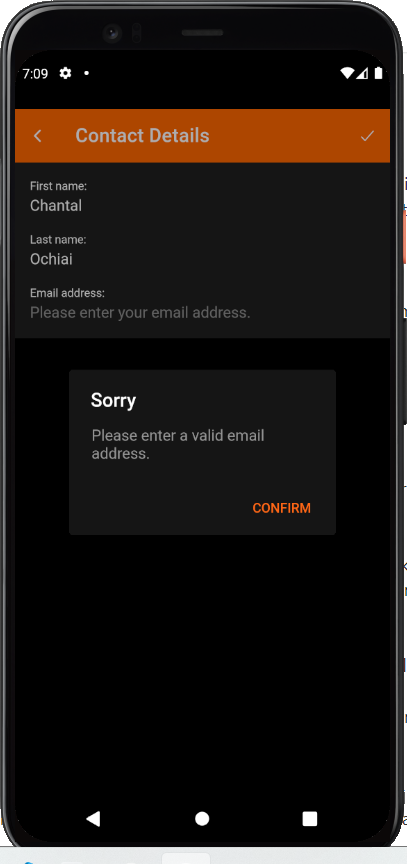 7:09
Contact Details
First name:
Chantal
Last name:
Ochiai
Email address:
Please enter your email address.
Sorry
Please enter a valid email
address.
CONFIRM